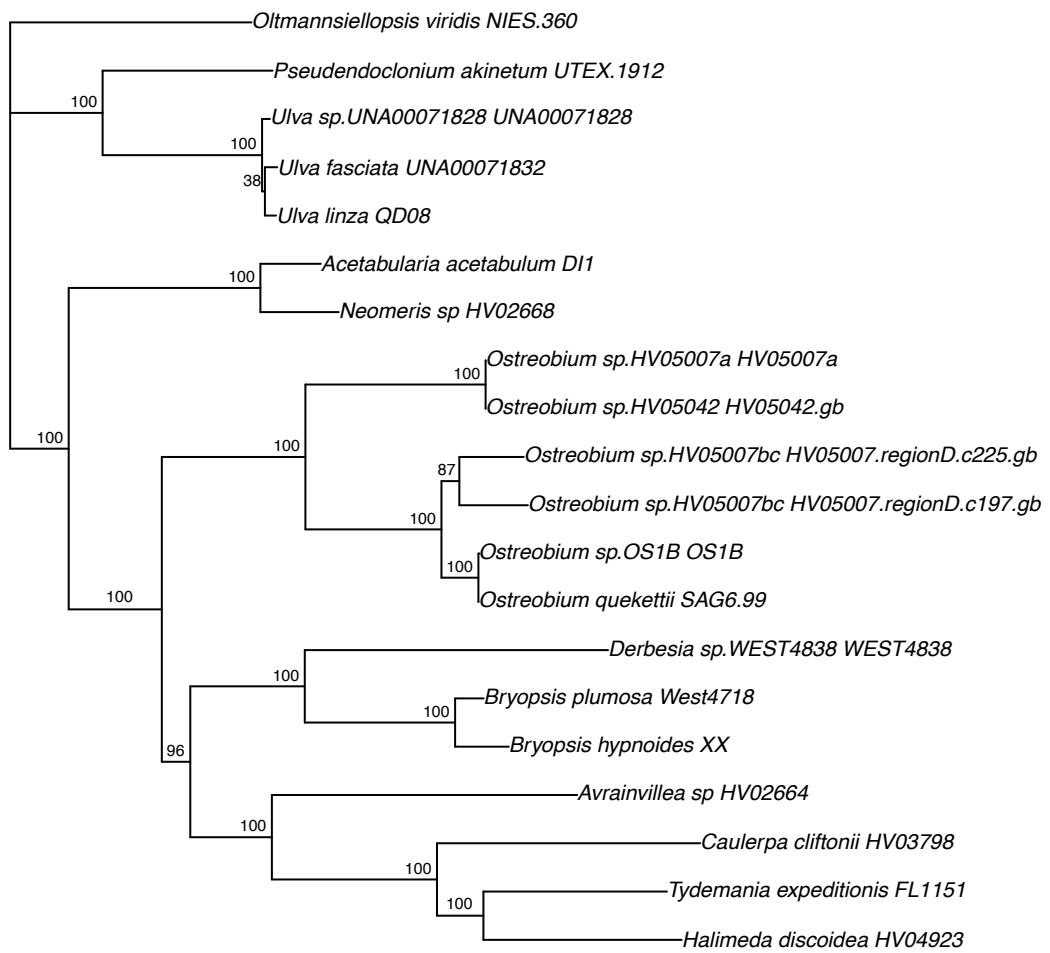 Oltmannsiellopsis viridis NIES.360
Pseudendoclonium akinetum UTEX.1912
100
Ulva sp.UNA00071828 UNA00071828
100
Ulva fasciata UNA00071832
38
Ulva linza QD08
Acetabularia acetabulum DI1
100
Neomeris sp HV02668
Ostreobium sp.HV05007a HV05007a
100
Ostreobium sp.HV05042 HV05042.gb
100
100
Ostreobium sp.HV05007bc HV05007.regionD.c225.gb
87
Ostreobium sp.HV05007bc HV05007.regionD.c197.gb
100
Ostreobium sp.OS1B OS1B
100
Ostreobium quekettii SAG6.99
100
Derbesia sp.WEST4838 WEST4838
100
Bryopsis plumosa West4718
100
Bryopsis hypnoides XX
96
Avrainvillea sp HV02664
100
Caulerpa cliftonii HV03798
100
Tydemania expeditionis FL1151
100
Halimeda discoidea HV04923